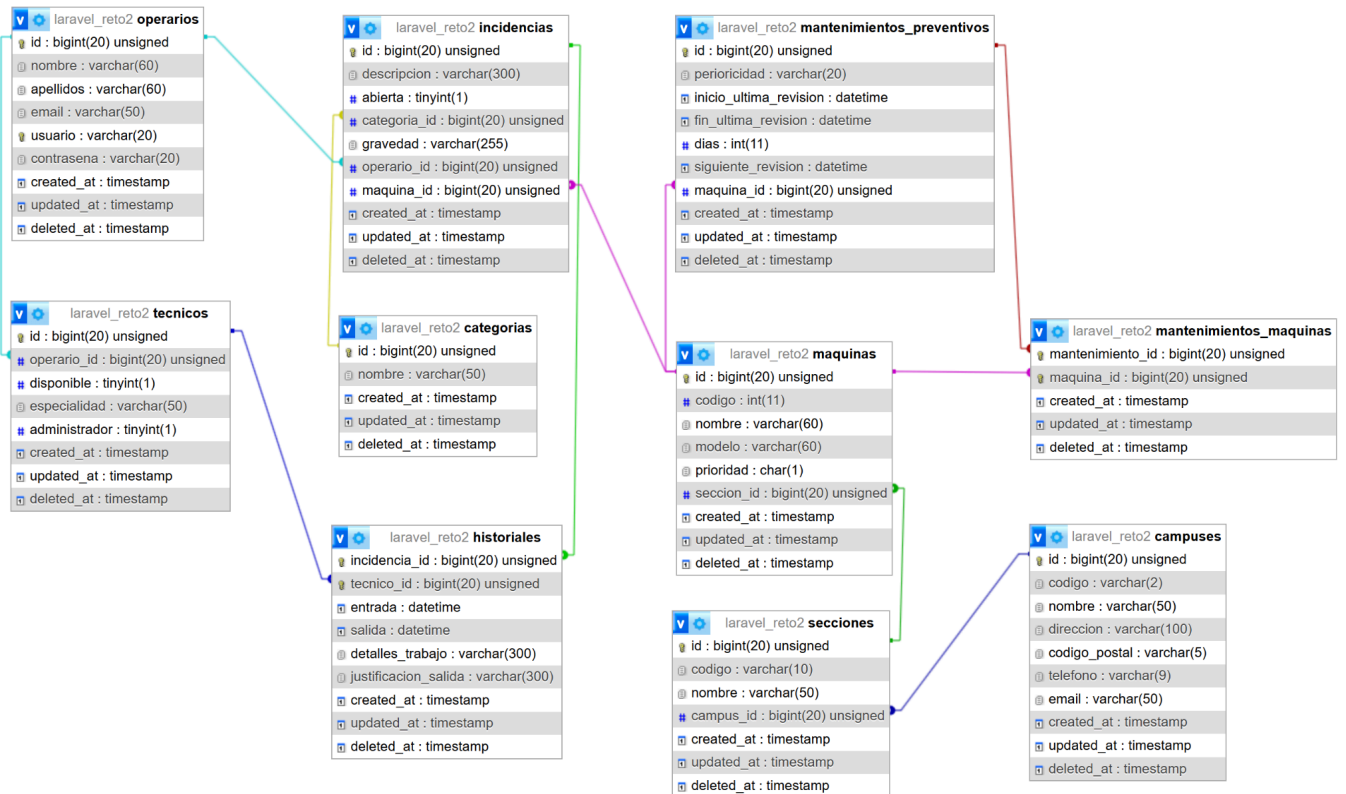 laravel_reto2 operarios
id : bigint(20) unsigned
nombre : varchar(60)
apellidos : varchar(60)
email : varchar(50)
usuario : varchar(20)
contrasena : varchar(20)
created_at : timestamp
updated_at : timestamp
deleted_at : timestamp
laravel_reto2 incidencias
id : bigint(20) unsigned
descripcion : varchar(300)
abierta : tinyint(1)
categoria_id : bigint(20) unsigned
gravedad : varchar(255)
operario_id : bigint(20) unsigned
maquina_id : bigint(20) unsigned
created_at : timestamp
updated_at : timestamp
deleted_at : timestamp
laravel_reto2 mantenimientos_preventivos
id : bigint(20) unsigned
perioricidad : varchar(20)
inicio_ultima_revision : datetime
fin_ultima_revision : datetime
dias : int(11)
siguiente_revision : datetime
maquina_id : bigint(20) unsigned
created_at : timestamp
updated_at : timestamp
deleted_at : timestamp
laravel_reto2 tecnicos
id : bigint(20) unsigned
operario_id : bigint(20) unsigned
disponible : tinyint(1)
especialidad : varchar(50)
administrador : tinyint(1)
created_at : timestamp
updated_at : timestamp
deleted_at : timestamp
laravel_reto2 categorias
id : bigint(20) unsigned
nombre : varchar(50)
created_at : timestamp
updated_at : timestamp
deleted_at : timestamp
laravel_reto2 maquinas
id : bigint(20) unsigned
codigo : int(11)
nombre : varchar(60)
modelo : varchar(60)
prioridad : char(1)
seccion_id : bigint(20) unsigned
created_at : timestamp
updated_at : timestamp
deleted_at : timestamp
laravel_reto2 mantenimientos_maquinas
mantenimiento_id : bigint(20) unsigned
maquina_id : bigint(20) unsigned
created_at : timestamp
updated_at : timestamp
deleted_at : timestamp
laravel_reto2 historiales
incidencia_id : bigint(20) unsigned
tecnico_id : bigint(20) unsigned
entrada : datetime
salida : datetime
detalles_trabajo : varchar(300)
justificacion_salida : varchar(300)
created_at : timestamp
updated_at : timestamp
deleted_at : timestamp
laravel_reto2 secciones
id : bigint(20) unsigned
codigo : varchar(10)
nombre : varchar(50)
campus_id : bigint(20) unsigned
created_at : timestamp
updated_at : timestamp
deleted_at : timestamp
laravel_reto2 campuses
id : bigint(20) unsigned
codigo : varchar(2)
nombre : varchar(50)
direccion : varchar(100)
codigo_postal : varchar(5)
telefono : varchar(9)
email : varchar(50)
created_at : timestamp
updated_at : timestamp
deleted_at : timestamp